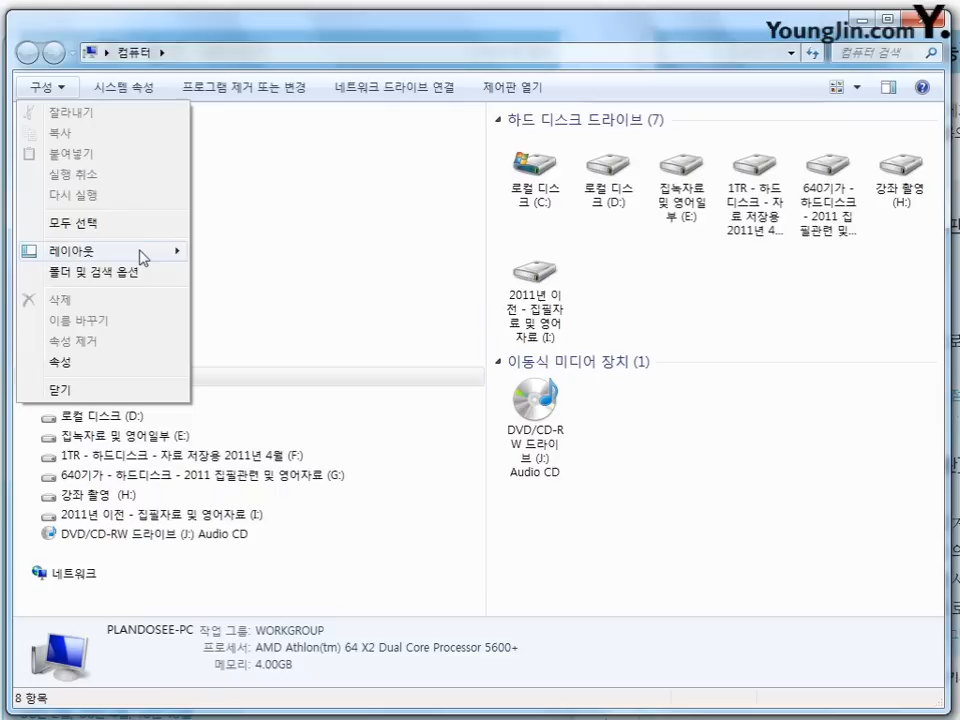 YoungJin.com Y.
컴퓨터
컴퓨터 검색
구성
시스템 속성
프로그램 제거 또는 변경
네트워크 드라이브 연결
제어판 열기
잘라내기
복사
붙여넣기
실행 취소
다시 실행
모두 선택
레이아웃
폴더 및 검색 옵션
삭제
이름 바꾸기
속성 제거
속성
닫기
로컬 디스크 (D:)
집녹자료 및 영어일부 (E:)
1TR - 하드디스크 - 자료 저장용 2011년 4월 (F:)
640기가 - 하드디스크 - 2011 집필관련 및 영어자료 (G:)
강좌 촬영 (H:)
2011년 이전 - 집필자료 및 영어자료 (I:)
DVD/CD-RW 드라이브 (J:) Audio CD
네트워크
하드 디스크 드라이브 (7)
로컬 디스
크 (C:)
로컬 디스
크 (D:)
집녹자료
및 영어일
부 (E:)
1TR - 하드
디스크 - 자
료 저장용
2011년 4...
640기가 -
하드디스크
- 2011 집
필관련 및...
강좌 촬영
(H:)
2011년 이
전 - 집필자
료 및 영어
자료 (I:)
이동식 미디어 장치 (1)
DVD/CD-R
W 드라이
브 (J:)
Audio CD
PLANDOSEE-PC 작업 그룹: WORKGROUP
프로세서: AMD Athlon(tm) 64 X2 Dual Core Processor 5600+
메모리: 4.00GB
8 항목